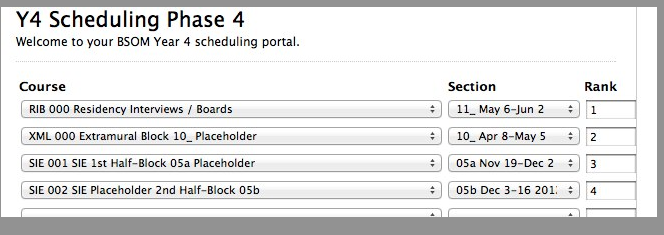 Y4 Scheduling Phase 4
Welcome to your BSOM Year 4 scheduling portal.
Course Section Rank
RIB 000 Residency Interviews / Boards 11_ May 6-Jun 2 1
XML 000 Extramural Block 10_ Placeholder 10_ Apr 8-May 5 2
SIE 001 SIE 1st Half-Block 05a Placeholder 05a Nov 19-Dec 2 3
SIE 002 SIE Placeholder 2nd Half-Block 05b 05b Dec 3-16 201 4